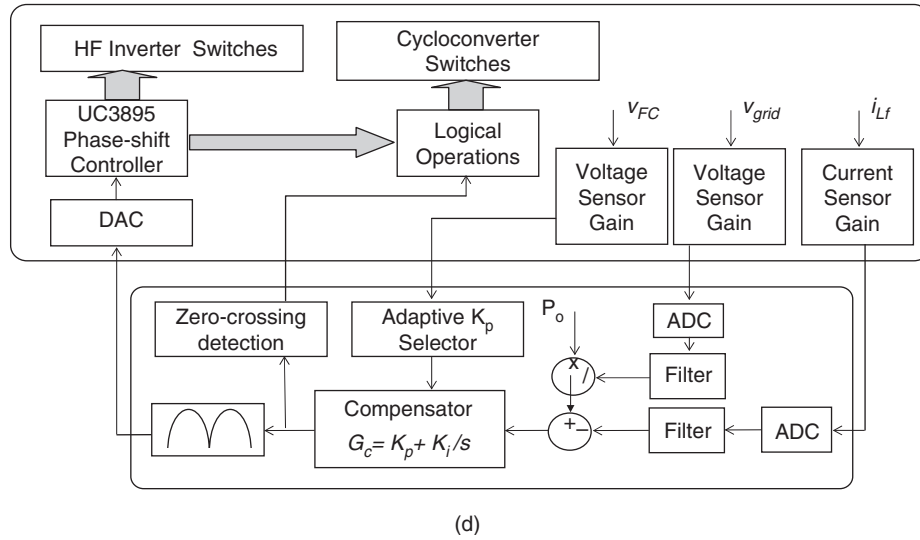 HF Inverter Switches
Cycloconverter
Switches
UC3895
Phase-shift
Controller
Logical
Operations
v_FC
v_grid
i_Lf
Voltage
Sensor
Gain
Voltage
Sensor
Gain
Current
Sensor
Gain
DAC
Zero-crossing
detection
Adaptive K_p
Selector
P_o
ADC
x /
Filter
Compensator
G_c= K_p+ K_i/s
+ −
Filter
ADC
(d)